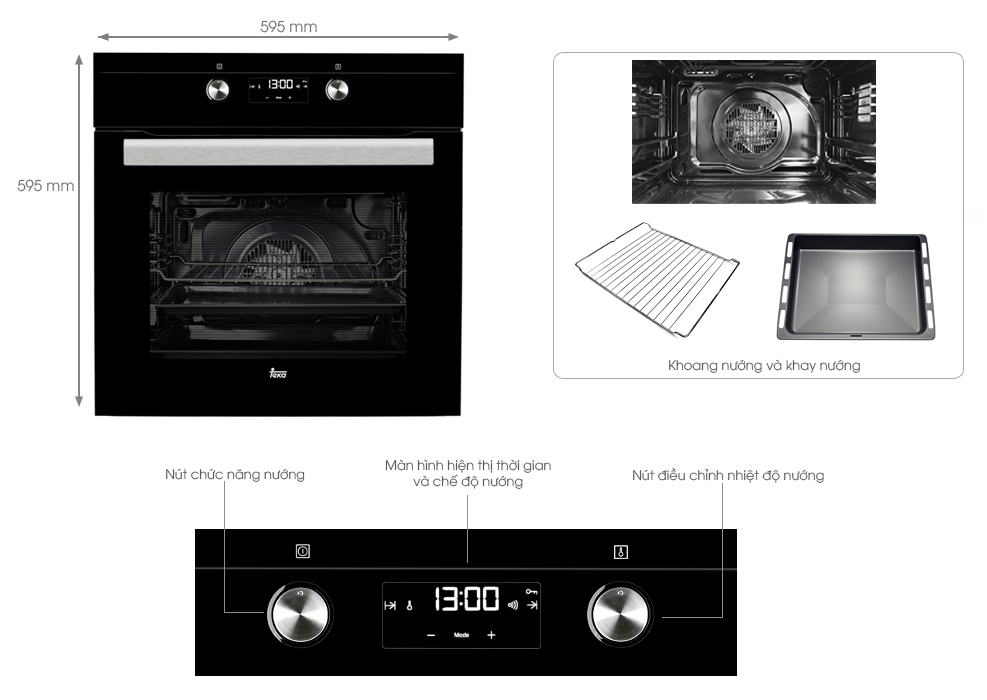 595 mm
595 mm
13:00
Mode
TEKA
Khoang nướng và khay nướng
Nút chức năng nướng
Màn hình hiện thị thời gian
và chế độ nướng
Nút điều chỉnh nhiệt độ nướng
13:00
− Mode +